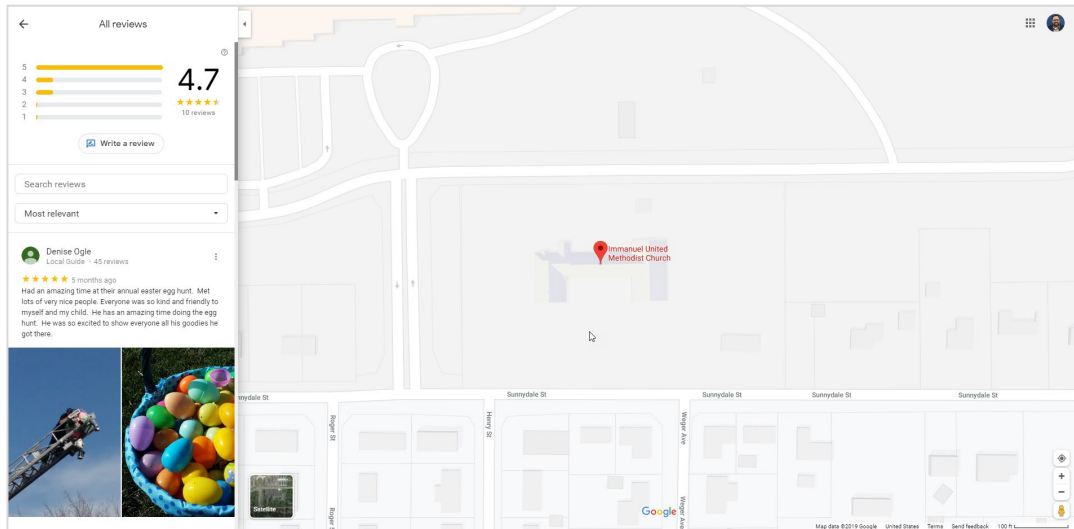 All reviews
5
4
3
2
1
4.7
10 reviews
Write a review
Search reviews
Most relevant
Denise Ogle
Local Guide · 45 reviews
5 months ago
Had an amazing time at their annual easter egg hunt. Met
lots of very nice people. Everyone was so kind and friendly to
myself and my child. He has an amazing time doing the egg
hunt. He was so excited to show everyone all his goodies he
got there.
Immanuel United
Methodist Church
nnydale St
Sunnydale St
Sunnydale St
Sunnydale St
Sunnydale St
Roger St
Henry St
Weger Ave
Roger S
Weger Ave
Satellite
Google
Map data ©2019 Google United States Terms Send feedback 100 ft